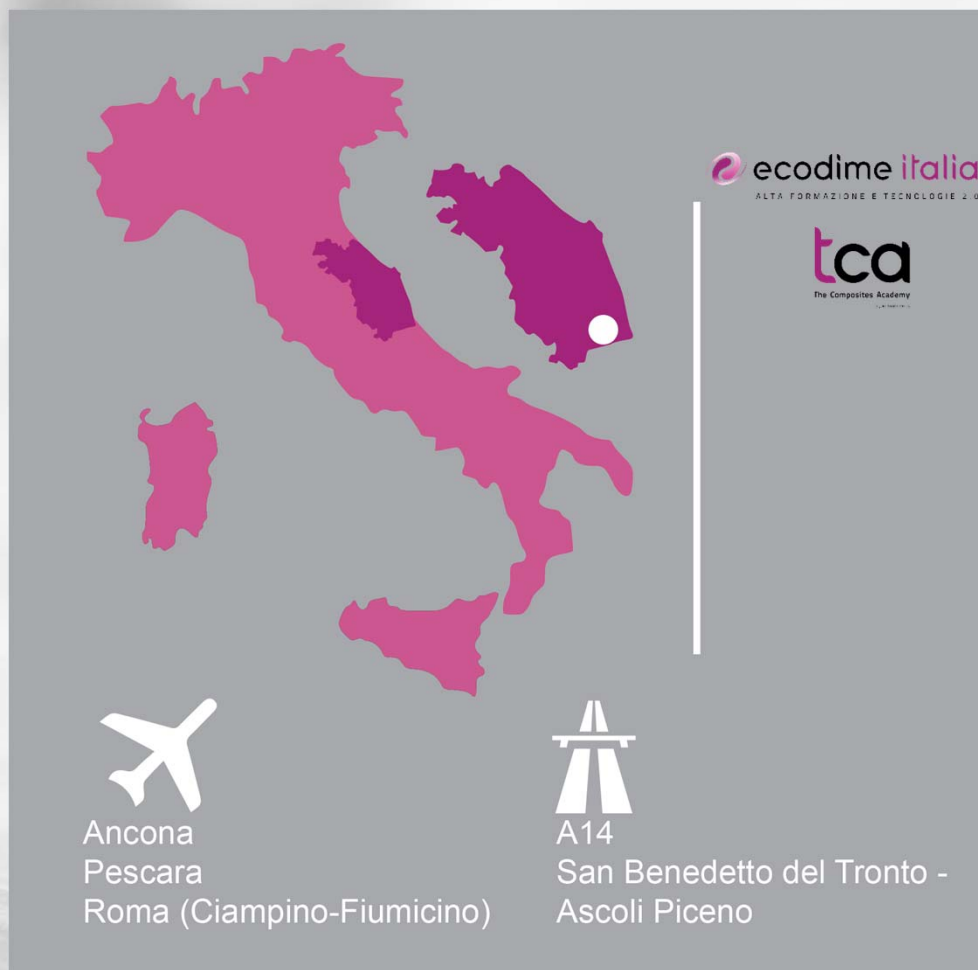 ecodime italia
ALTA FORMAZIONE E TECNOLOGIE 2.0
tca
The Composites Academy
Ancona
Pescara
Roma (Ciampino-Fiumicino)
A14
San Benedetto del Tronto -
Ascoli Piceno